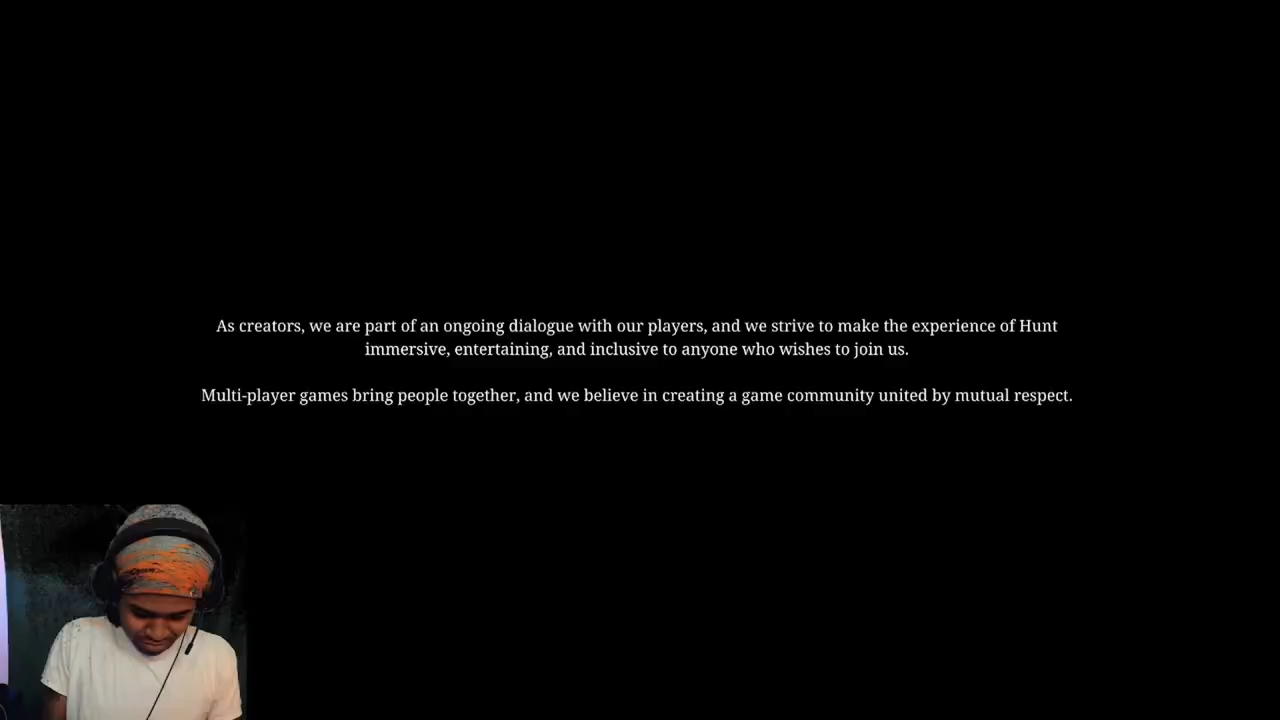 As creators, we are part of an ongoing dialogue with our players, and we strive to make the experience of Hunt
immersive, entertaining, and inclusive to anyone who wishes to join us.
Multi-player games bring people together, and we believe in creating a game community united by mutual respect.